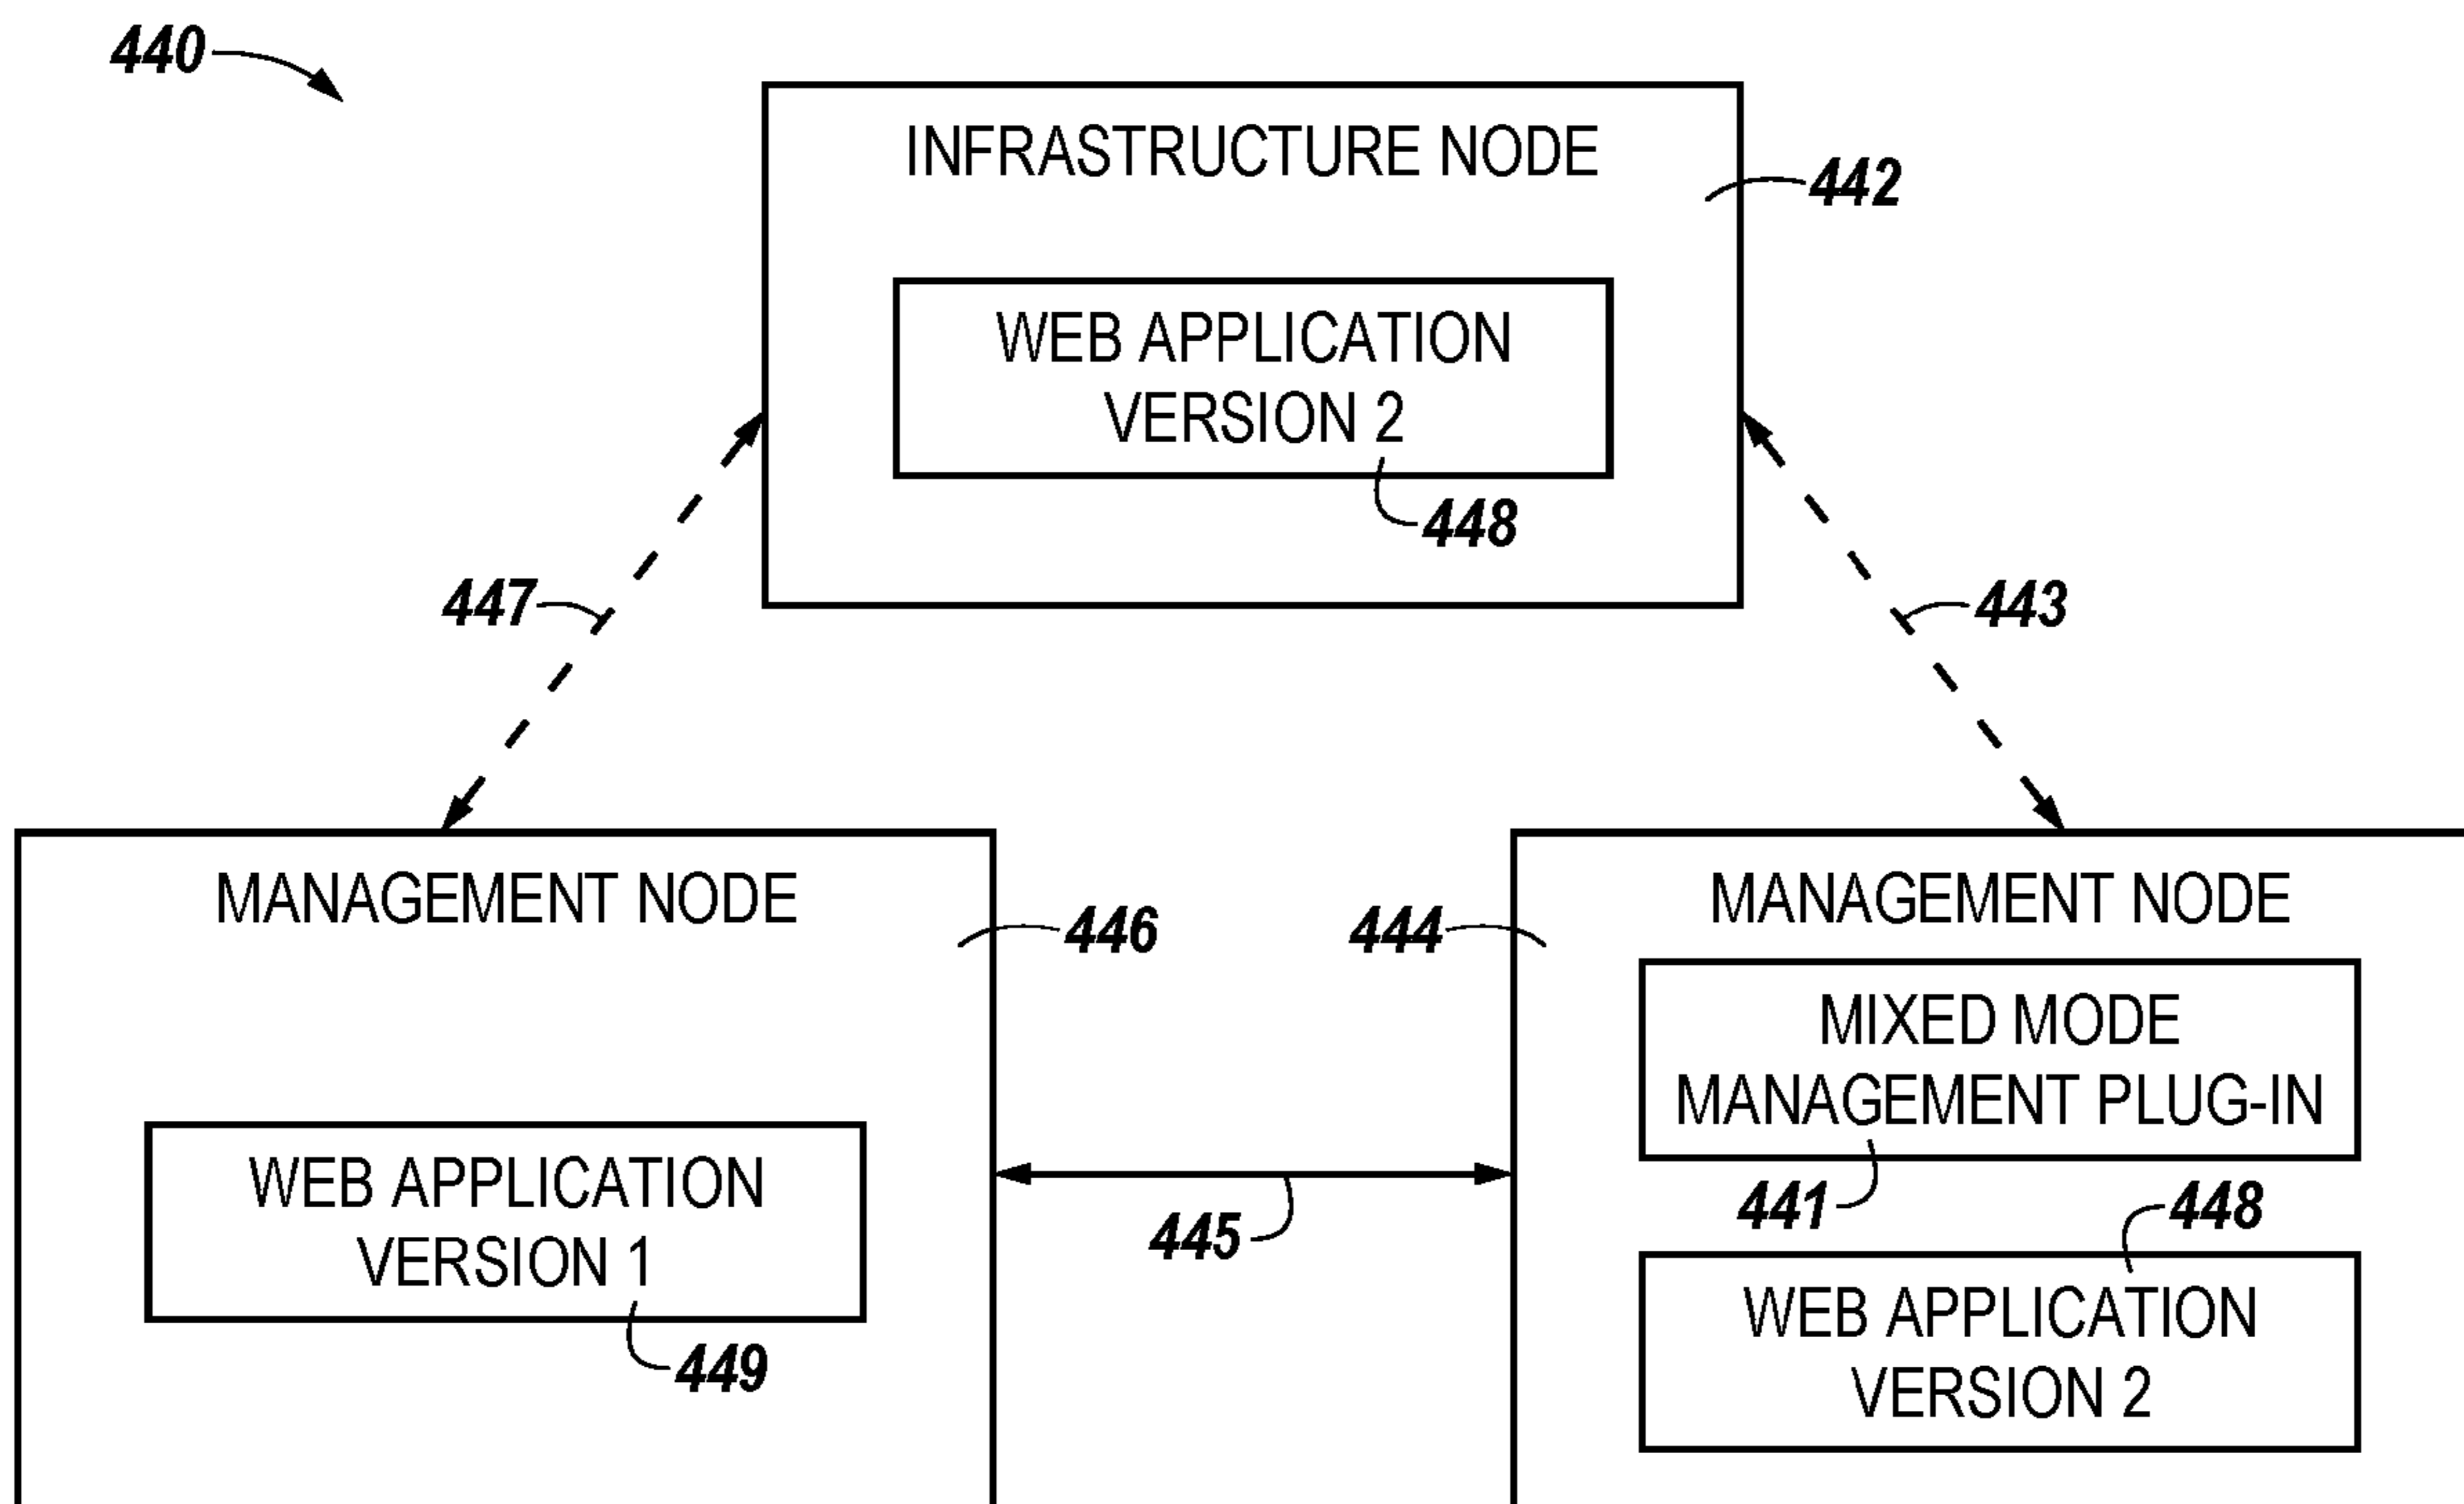 440
INFRASTRUCTURE NODE
442
WEB APPLICATION
VERSION 2
448
447
443
MANAGEMENT NODE
446
WEB APPLICATION
VERSION 1
449
445
444
MANAGEMENT NODE
MIXED MODE
MANAGEMENT PLUG-IN
441
448
WEB APPLICATION
VERSION 2